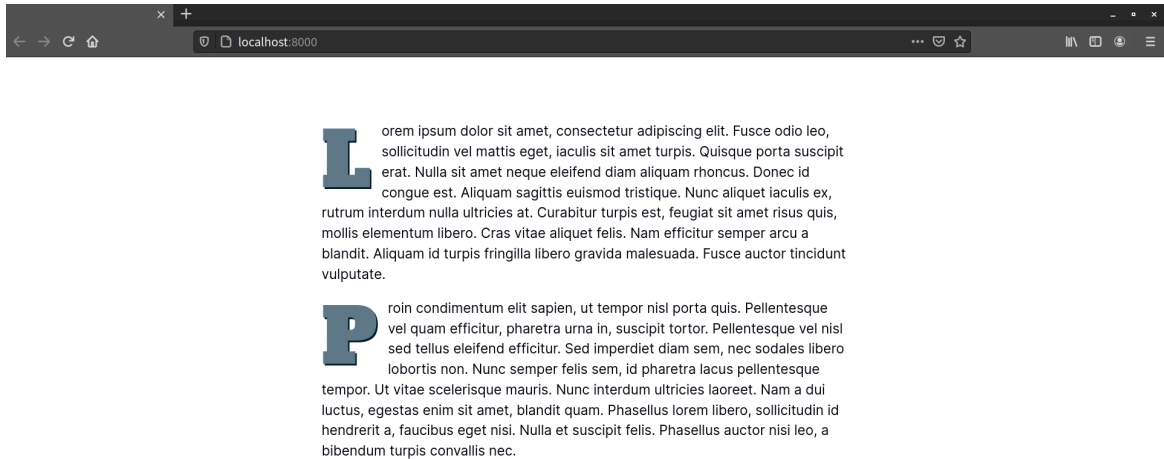 localhost:8000
Lorem ipsum dolor sit amet, consectetur adipiscing elit. Fusce odio leo,
sollicitudin vel mattis eget, iaculis sit amet turpis. Quisque porta suscipit
erat. Nulla sit amet neque eleifend diam aliquam rhoncus. Donec id
congue est. Aliquam sagittis euismod tristique. Nunc aliquet iaculis ex,
rutrum interdum nulla ultricies at. Curabitur turpis est, feugiat sit amet risus quis,
mollis elementum libero. Cras vitae aliquet felis. Nam efficitur semper arcu a
blandit. Aliquam id turpis fringilla libero gravida malesuada. Fusce auctor tincidunt
vulputate.
Proin condimentum elit sapien, ut tempor nisl porta quis. Pellentesque
vel quam efficitur, pharetra urna in, suscipit tortor. Pellentesque vel nisl
sed tellus eleifend efficitur. Sed imperdiet diam sem, nec sodales libero
lobortis non. Nunc semper felis sem, id pharetra lacus pellentesque
tempor. Ut vitae scelerisque mauris. Nunc interdum ultricies laoreet. Nam a dui
luctus, egestas enim sit amet, blandit quam. Phasellus lorem libero, sollicitudin id
hendrerit a, faucibus eget nisi. Nulla et suscipit felis. Phasellus auctor nisi leo, a
bibendum turpis convallis nec.